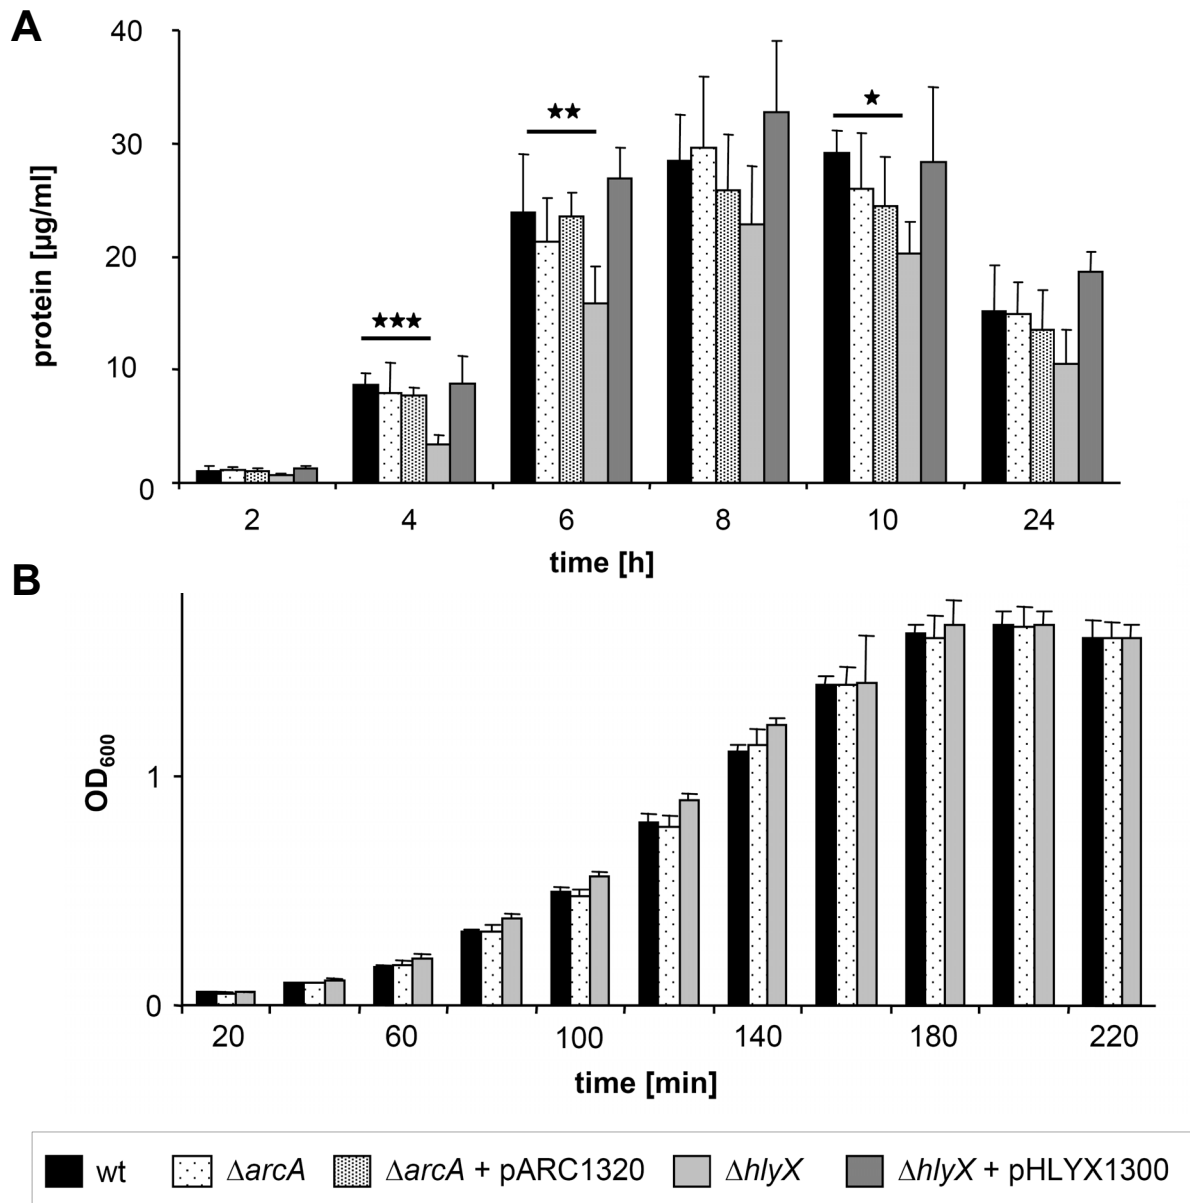 A
protein [µg/ml]
40
30
20
10
0
★★★
★★
★
2 4 6 8 10 24
time [h]
B
OD600
1
0
20 60 100 140 180 220
time [min]
wt ΔarcA ΔarcA + pARC1320 ΔhlyX ΔhlyX + pHLYX1300